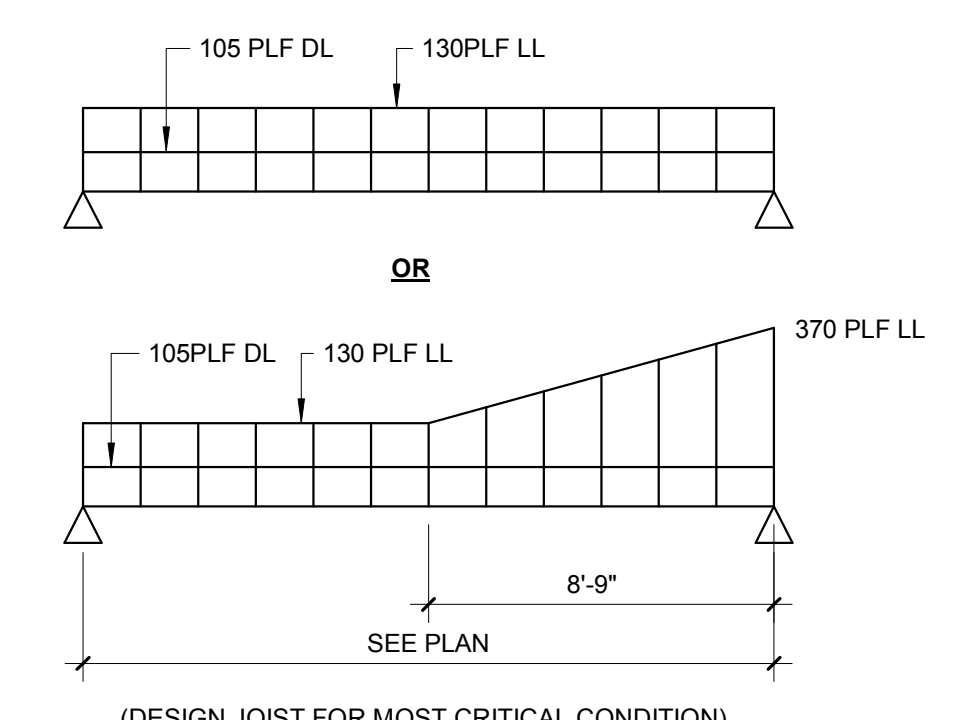 105 PLF DL
130PLF LL
OR
370 PLF LL
105PLF DL
130 PLF LL
8'-9"
SEE PLAN
(DESIGN JOIST FOR MOST CRITICAL CONDITION)